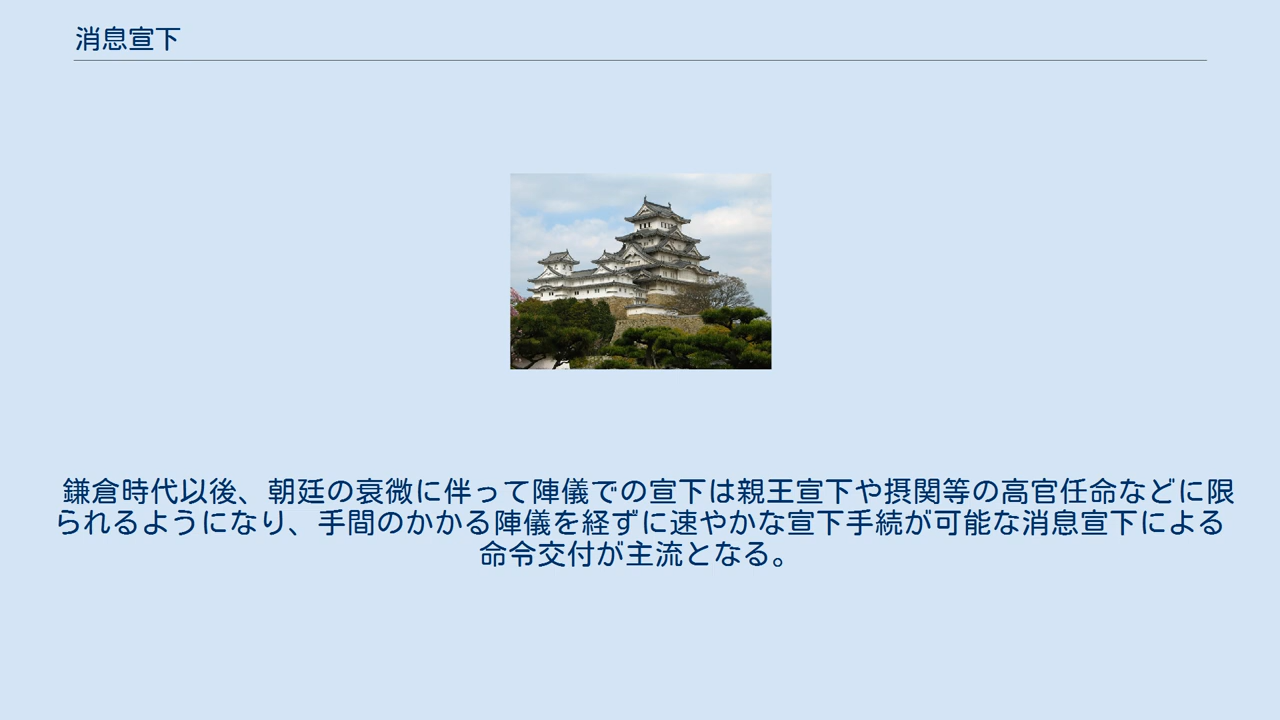 消息宣下
鎌倉時代以後、朝廷の衰微に伴って陣儀での宣下は親王宣下や摂関等の高官任命などに限
られるようになり、手間のかかる陣儀を経ずに速やかな宣下手続が可能な消息宣下による
命令交付が主流となる。